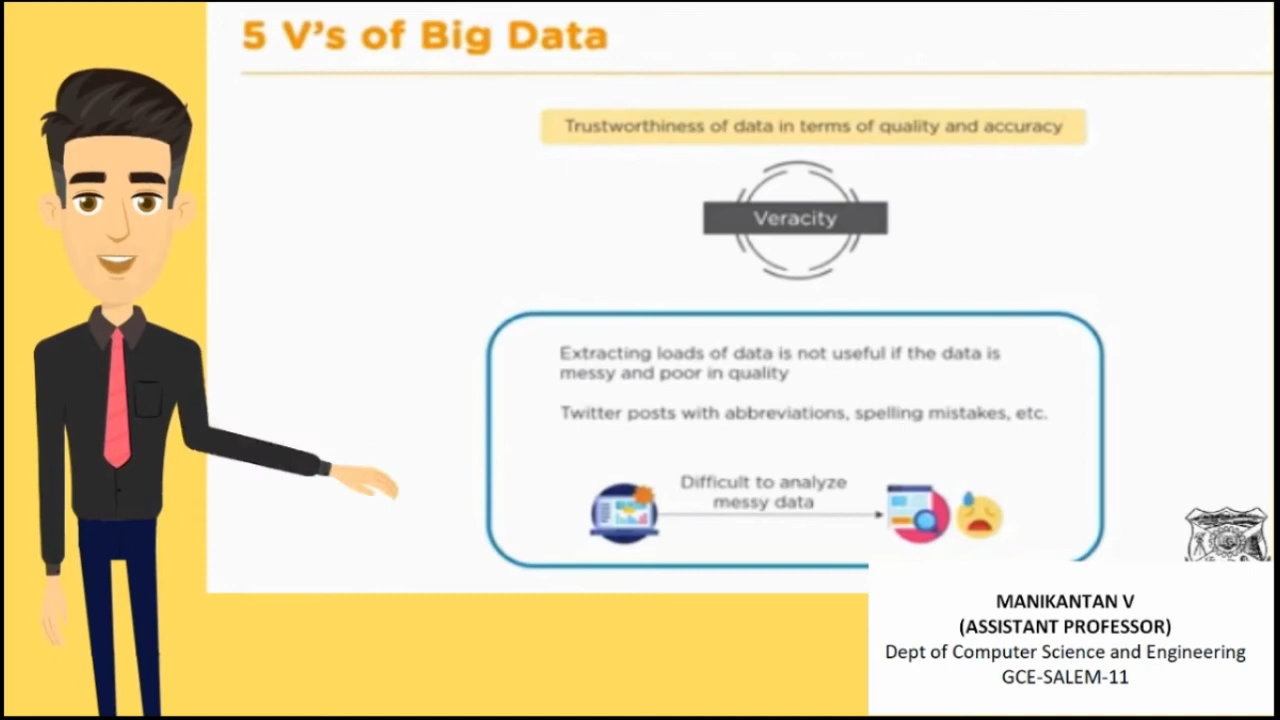 5 V's of Big Data
Trustworthiness of data in terms of quality and accuracy
Veracity
Extracting loads of data is not useful if the data is
messy and poor in quality
Twitter posts with abbreviations, spelling mistakes, etc.
Difficult to analyze
messy data
MANIKANTAN V
(ASSISTANT PROFESSOR)
Dept of Computer Science and Engineering
GCE-SALEM-11